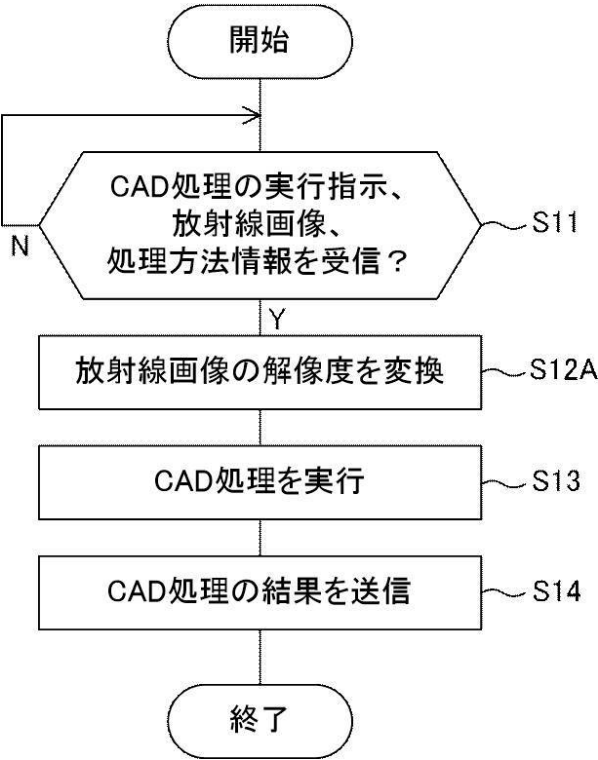 開始
CAD処理の実行指示、
放射線画像、
処理方法情報を受信？
S11
N
Y
放射線画像の解像度を変換
S12A
CAD処理を実行
S13
CAD処理の結果を送信
S14
終了